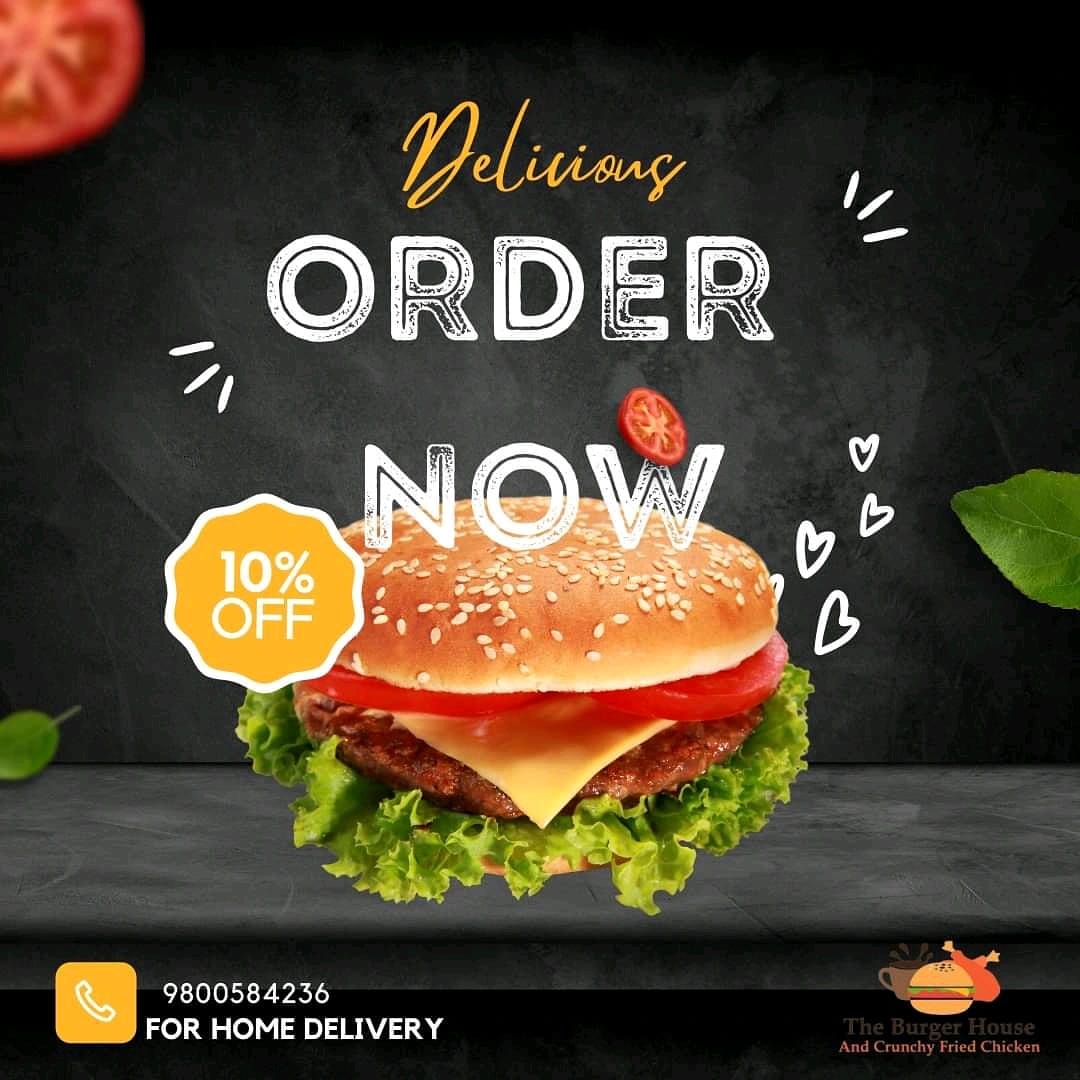 Delicious
ORDER
NOW
10%
OFF
9800584236
FOR HOME DELIVERY
The Burger House
And Crunchy Fried Chicken